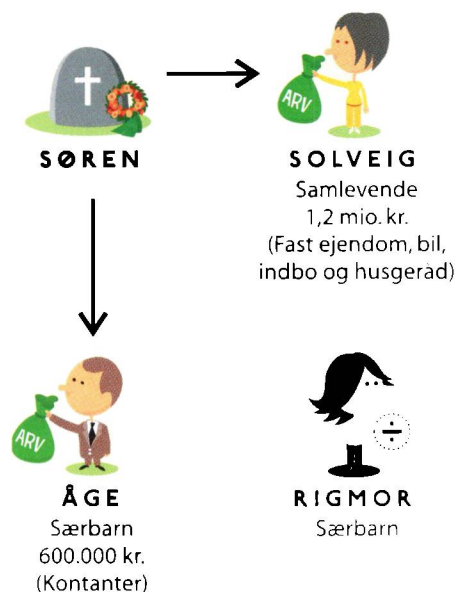 ARV
SØREN
SOLVEIG
Samlevende
1,2 mio. kr.
(Fast ejendom, bil,
indbo og husgeråd)
ARV
÷
ÅGE
Særbarn
600.000 kr.
(Kontanter)
RIGMOR
Særbarn